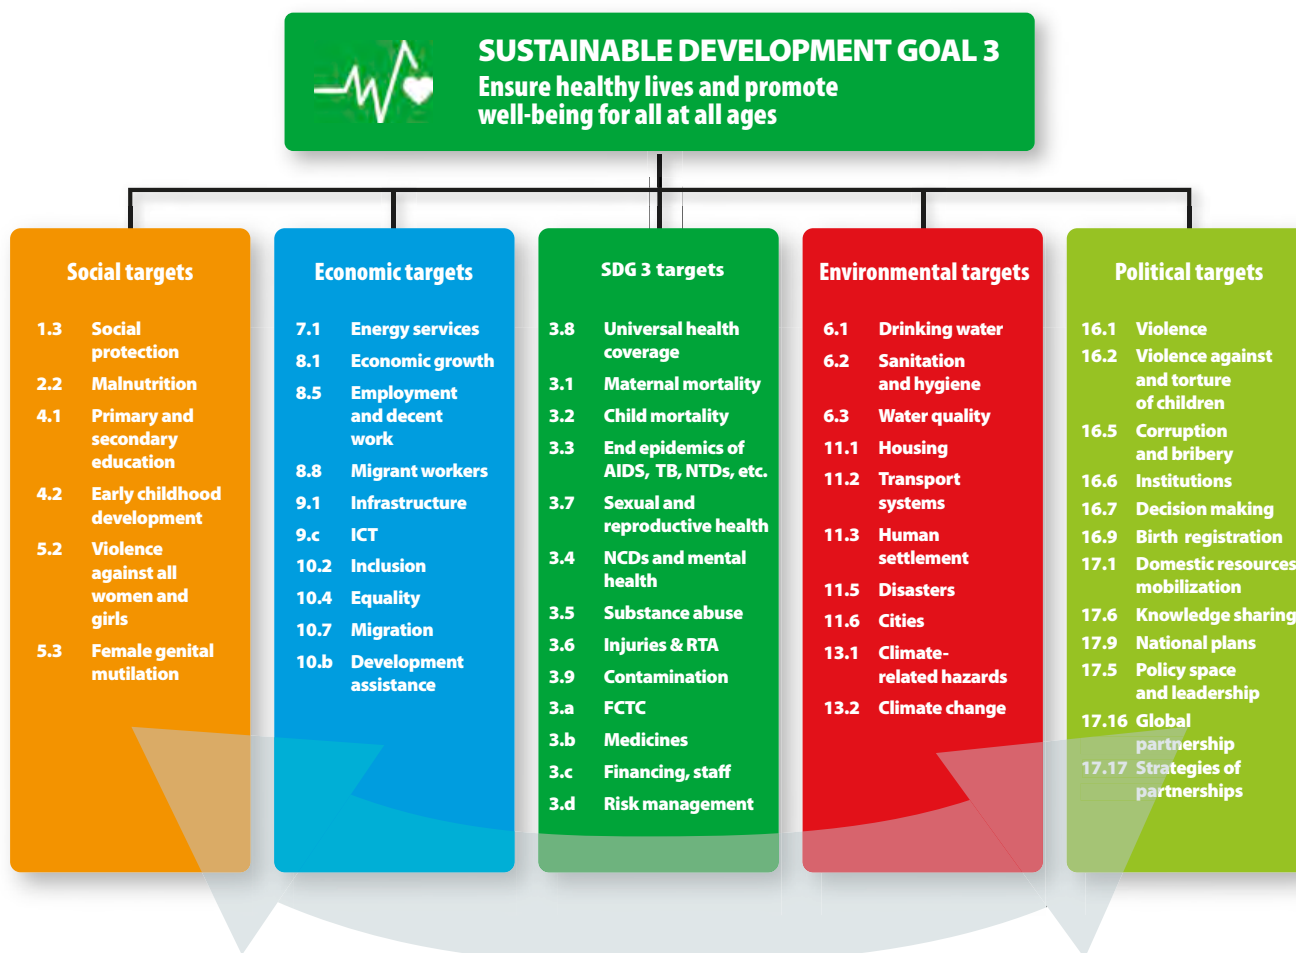 SUSTAINABLE DEVELOPMENT GOAL 3
Ensure healthy lives and promote
well-being for all at all ages
Social targets
1.3 Social
protection
2.2 Malnutrition
4.1 Primary and
secondary
education
4.2 Early childhood
development
5.2 Violence
against all
women and
girls
5.3 Female genital
mutilation
Economic targets
7.1 Energy services
8.1 Economic growth
8.5 Employment
and decent
work
8.8 Migrant workers
9.1 Infrastructure
9.c ICT
10.2 Inclusion
10.4 Equality
10.7 Migration
10.b Development
assistance
SDG 3 targets
3.8 Universal health
coverage
3.1 Maternal mortality
3.2 Child mortality
3.3 End epidemics of
AIDS, TB, NTDs, etc.
3.7 Sexual and
reproductive health
3.4 NCDs and mental
health
3.5 Substance abuse
3.6 Injuries & RTA
3.9 Contamination
3.a FCTC
3.b Medicines
3.c Financing, staff
3.d Risk management
Environmental targets
6.1 Drinking water
6.2 Sanitation
and hygiene
6.3 Water quality
11.1 Housing
11.2 Transport
systems
11.3 Human
settlement
11.5 Disasters
11.6 Cities
13.1 Climate-
related hazards
13.2 Climate change
Political targets
16.1 Violence
16.2 Violence against
and torture
of children
16.5 Corruption
and bribery
16.6 Institutions
16.7 Decision making
16.9 Birth registration
17.1 Domestic resources
mobilization
17.6 Knowledge sharing
17.9 National plans
17.5 Policy space
and leadership
17.16 Global
partnership
17.17 Strategies of
partnerships